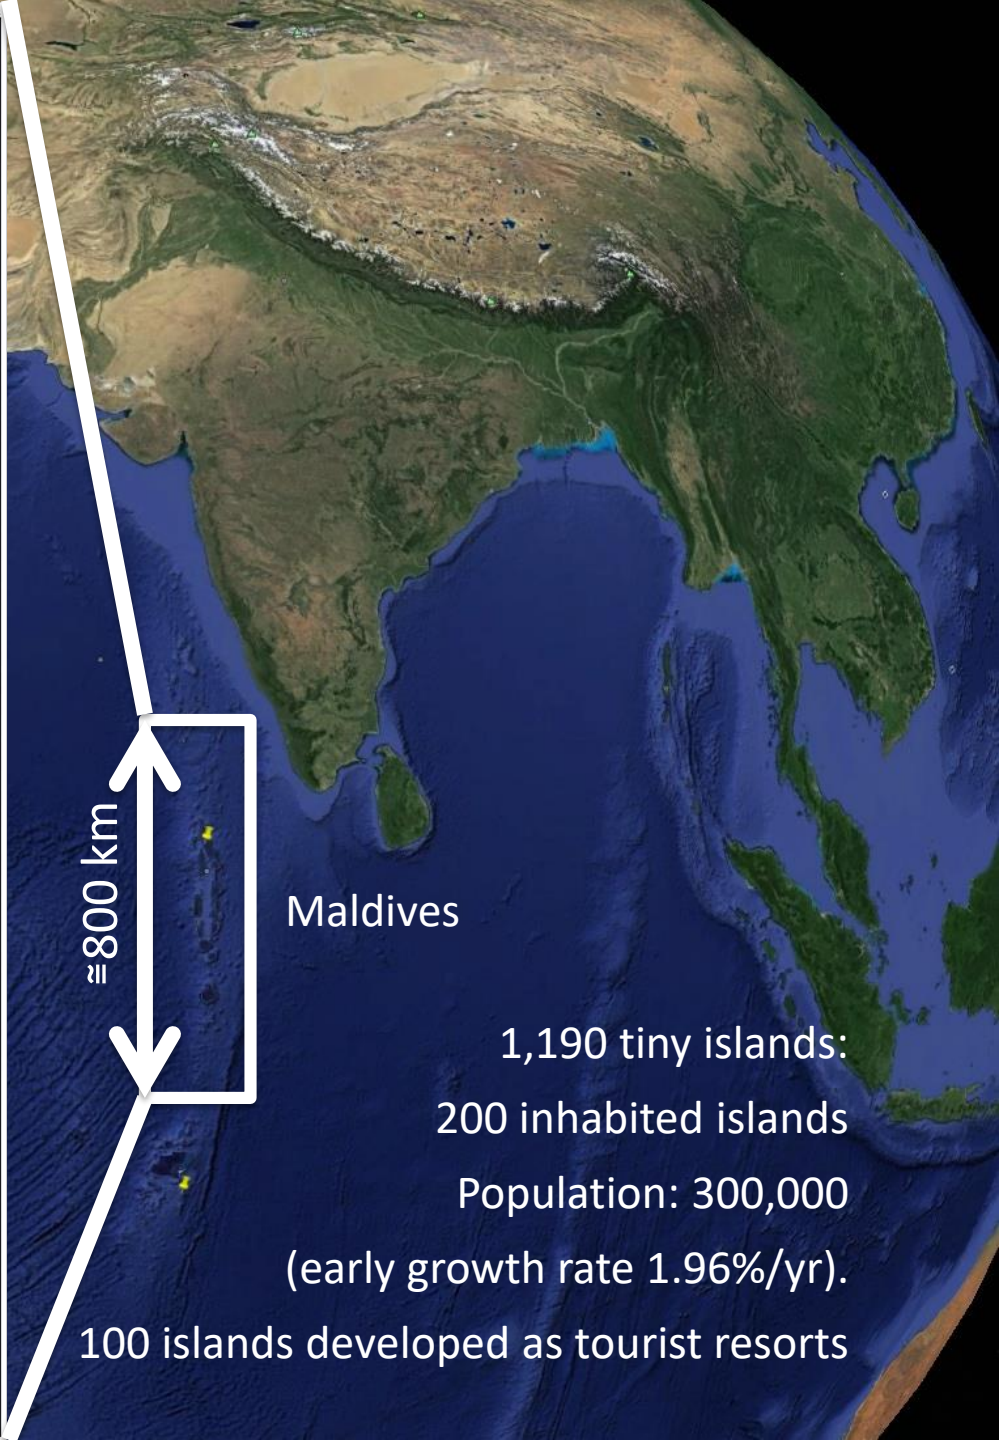 ≅800 km
Maldives
1,190 tiny islands:
200 inhabited islands
Population: 300,000
(early growth rate 1.96%/yr).
100 islands developed as tourist resorts